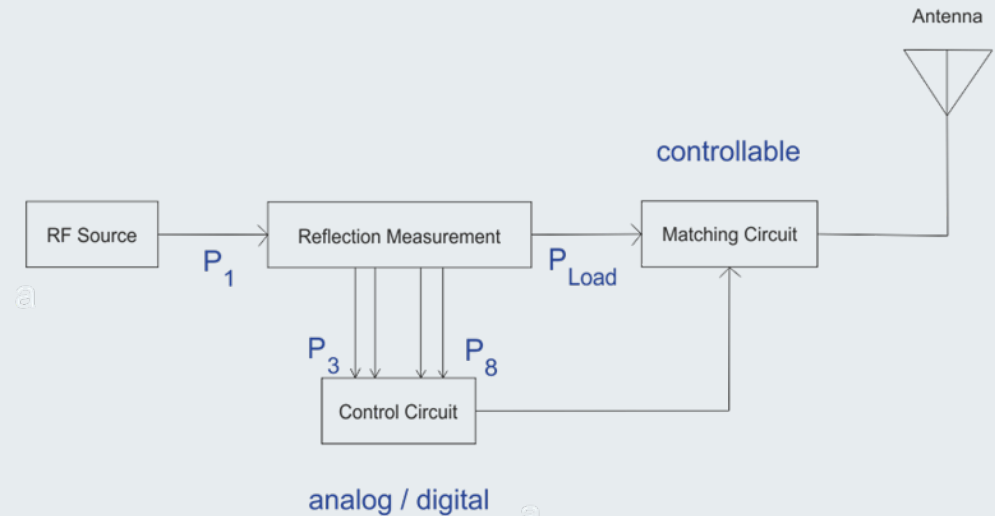 Antenna
controllable
RF Source
Reflection Measurement
Matching Circuit
P1
PLoad
a
P3
P8
Control Circuit
analog / digital
a